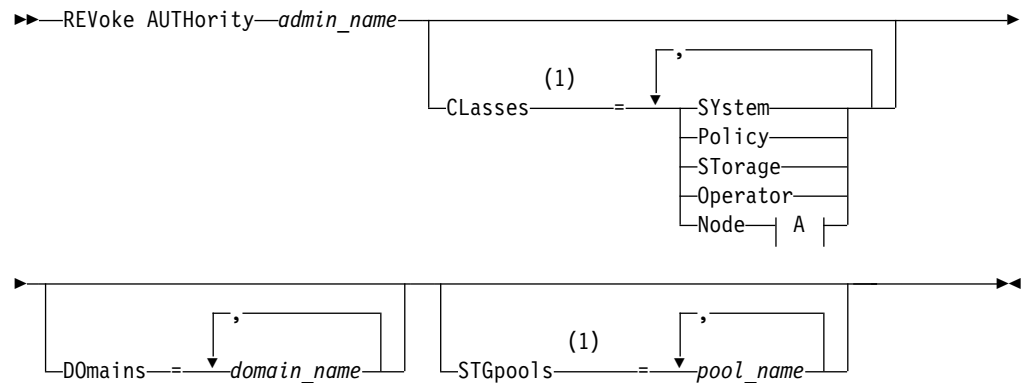 REVoke AUTHority admin_name
,
(1)
CLasses = SYstem
Policy
STorage
Operator
Node A
, ,
(1)
DOmains = domain_name STGpools = pool_name